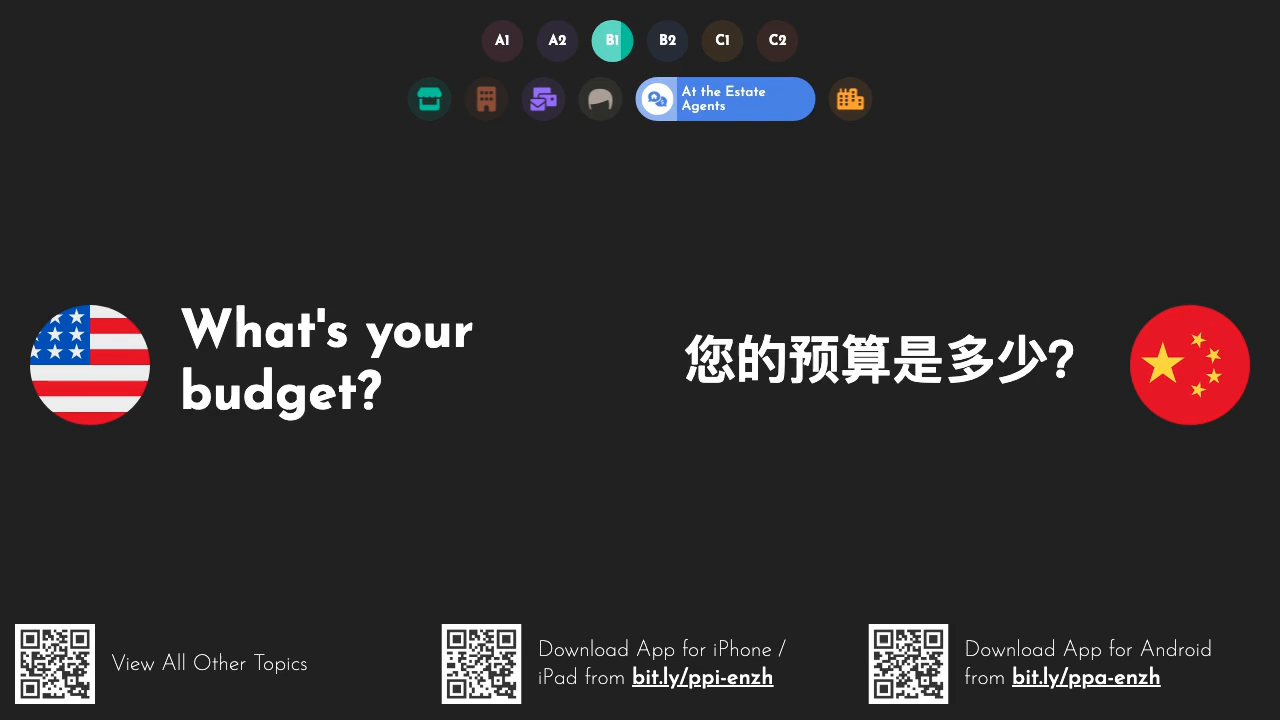 A1 A2 B1 B2 C1 C2
At the Estate
Agents
What's your
budget?
您的预算是多少?
View All Other Topics
Download App for iPhone /
iPad from bit.ly/ppi-enzh
Download App for Android
from bit.ly/ppa-enzh